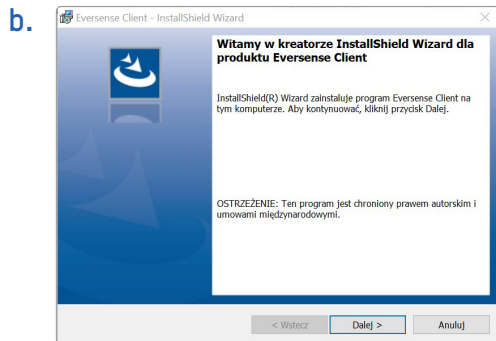 b.
Eversense Client - InstallShield Wizard
Witamy w kreatorze InstallShield Wizard dla
produktu Eversense Client
InstallShield(R) Wizard zainstaluje program Eversense Client na
tym komputerze. Aby kontynuować, kliknij przycisk Dalej.
OSTRZEŻENIE: Ten program jest chroniony prawem autorskim i
umowami międzynarodowymi.
< Wstecz Dalej > Anuluj